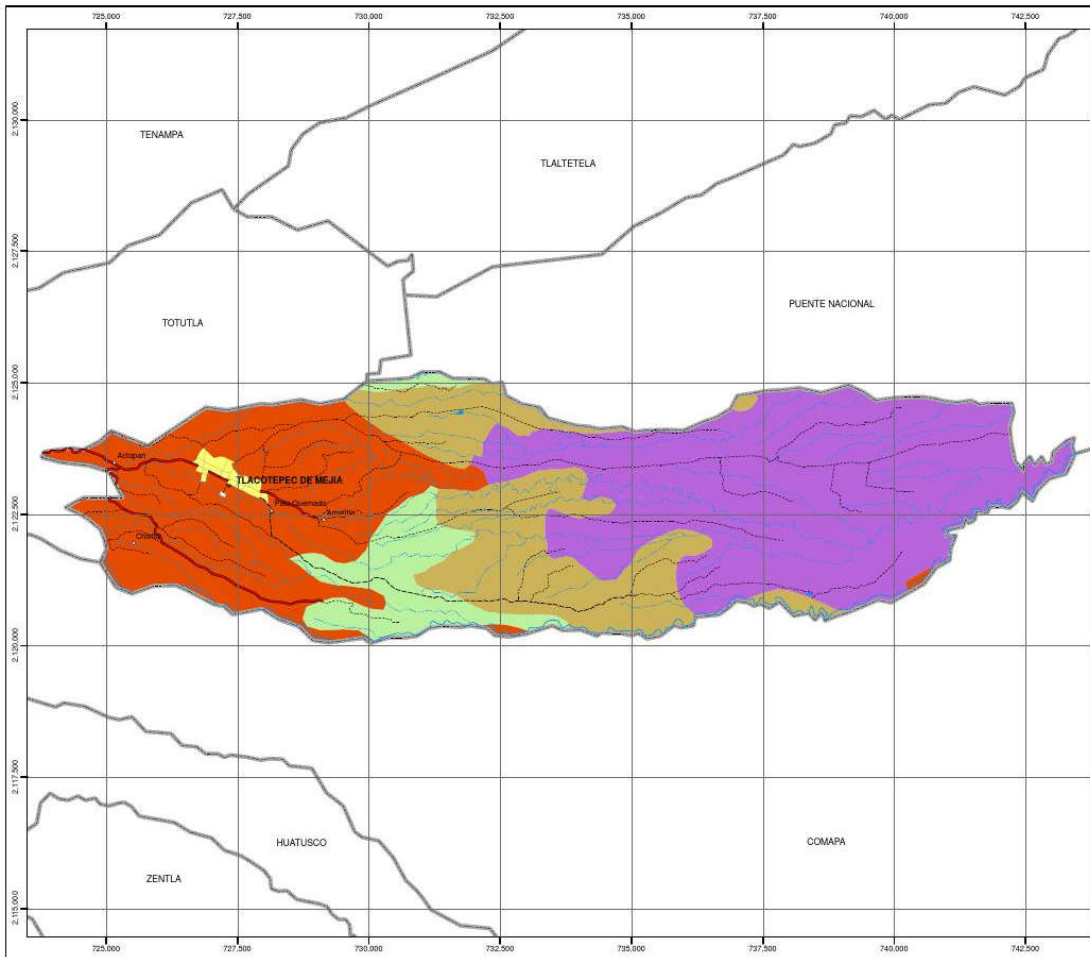 725.000 727.500 730.000 732.500 735.000 737.500 740.000 742.500
2.130.000
TENAMPA
TLALTETELA
2.127.500
PUENTE NACIONAL
TOTUTLA
2.125.000
Actopan
TLACOTEPEC DE MEJIA
Palo Quemado
2.122.500
2.120.000
2.117.500
HUATUSCO
COMAPA
ZENTLA
2.115.000
725.000 727.500 730.000 732.500 735.000 737.500 740.000 742.500